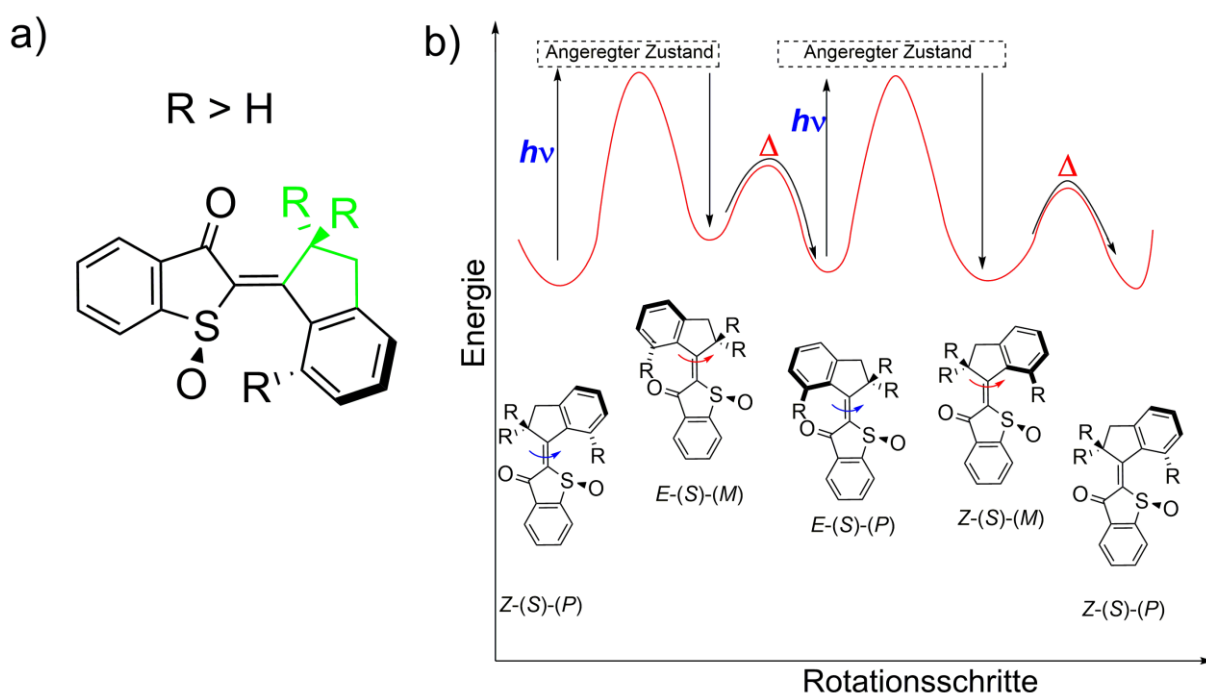 a)
R > H
O
R R
S
O
R
b)
Energie
Angeregter Zustand
Angeregter Zustand
hν
Δ
hν
Δ
R
R
R
O
S
O
Z-(S)-(P)
R
R
R
O
S
O
E-(S)-(M)
R
R
R
O
S
O
E-(S)-(P)
R
R
R
O
S
O
Z-(S)-(M)
R
R
R
O
S
O
Z-(S)-(P)
Rotationsschritte